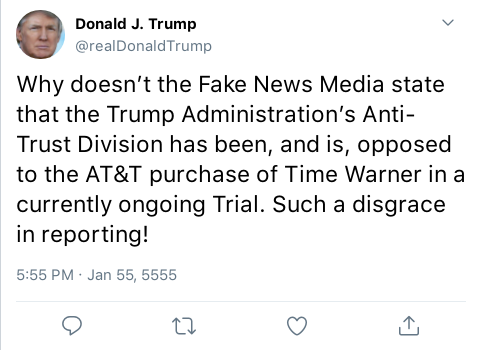 Donald J. Trump
@realDonaldTrump
Why doesn’t the Fake News Media state
that the Trump Administration’s Anti-
Trust Division has been, and is, opposed
to the AT&T purchase of Time Warner in a
currently ongoing Trial. Such a disgrace
in reporting!
5:55 PM · Jan 55, 5555